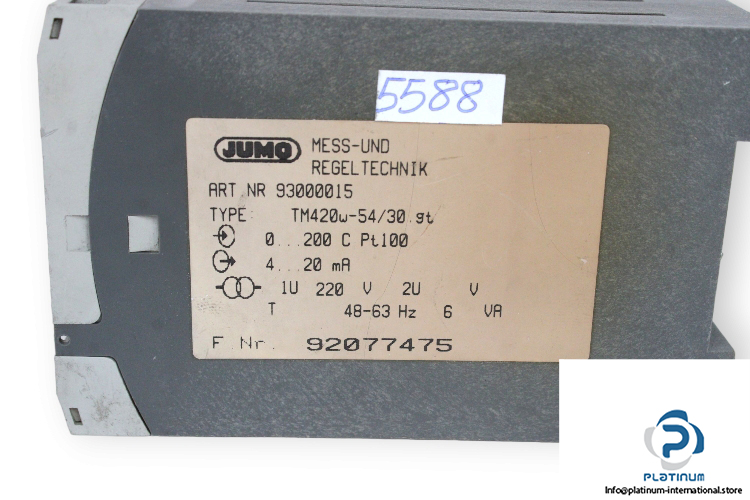 5588
JUMO MESS-UND
REGELTECHNIK
ART NR 93000015
TYPE: TM420w-54/30.gt
0...200 C Pt100
4...20 mA
1U 220 V 2U V
T 48-63 Hz 6 VA
F. Nr. 92077475
PLATINUM
Info@platinum-international.store